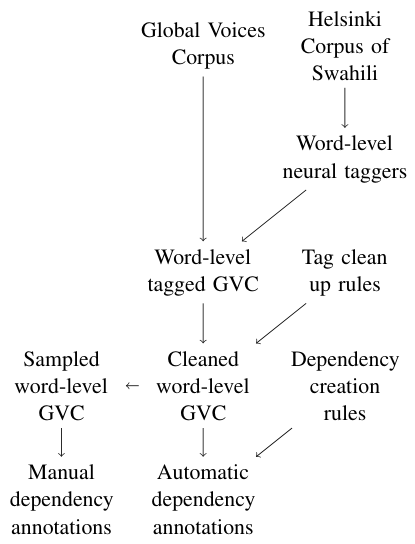 Global Voices
Corpus
Helsinki
Corpus of
Swahili
Word-level
neural taggers
Word-level
tagged GVC
Tag clean
up rules
Sampled
word-level
GVC
Cleaned
word-level
GVC
Dependency
creation
rules
Manual
dependency
annotations
Automatic
dependency
annotations